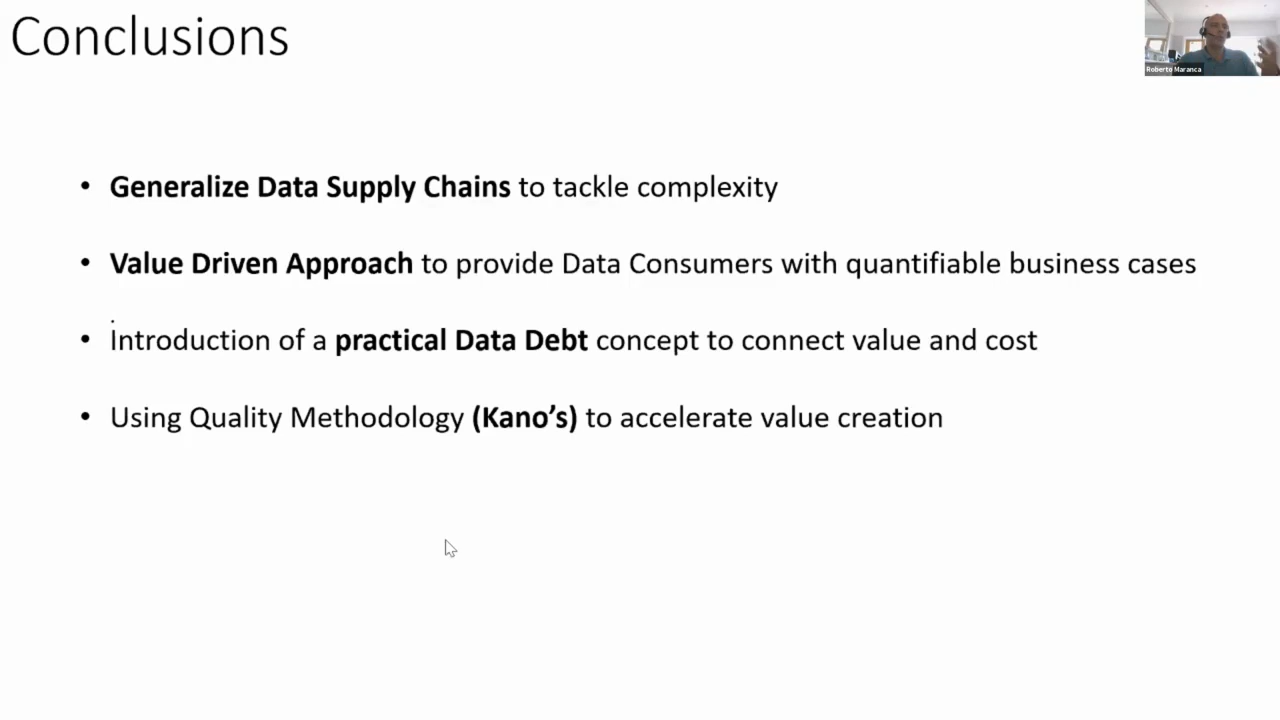 Conclusions
Roberto Maranca
• Generalize Data Supply Chains to tackle complexity
• Value Driven Approach to provide Data Consumers with quantifiable business cases
.
• Introduction of a practical Data Debt concept to connect value and cost
• Using Quality Methodology (Kano’s) to accelerate value creation